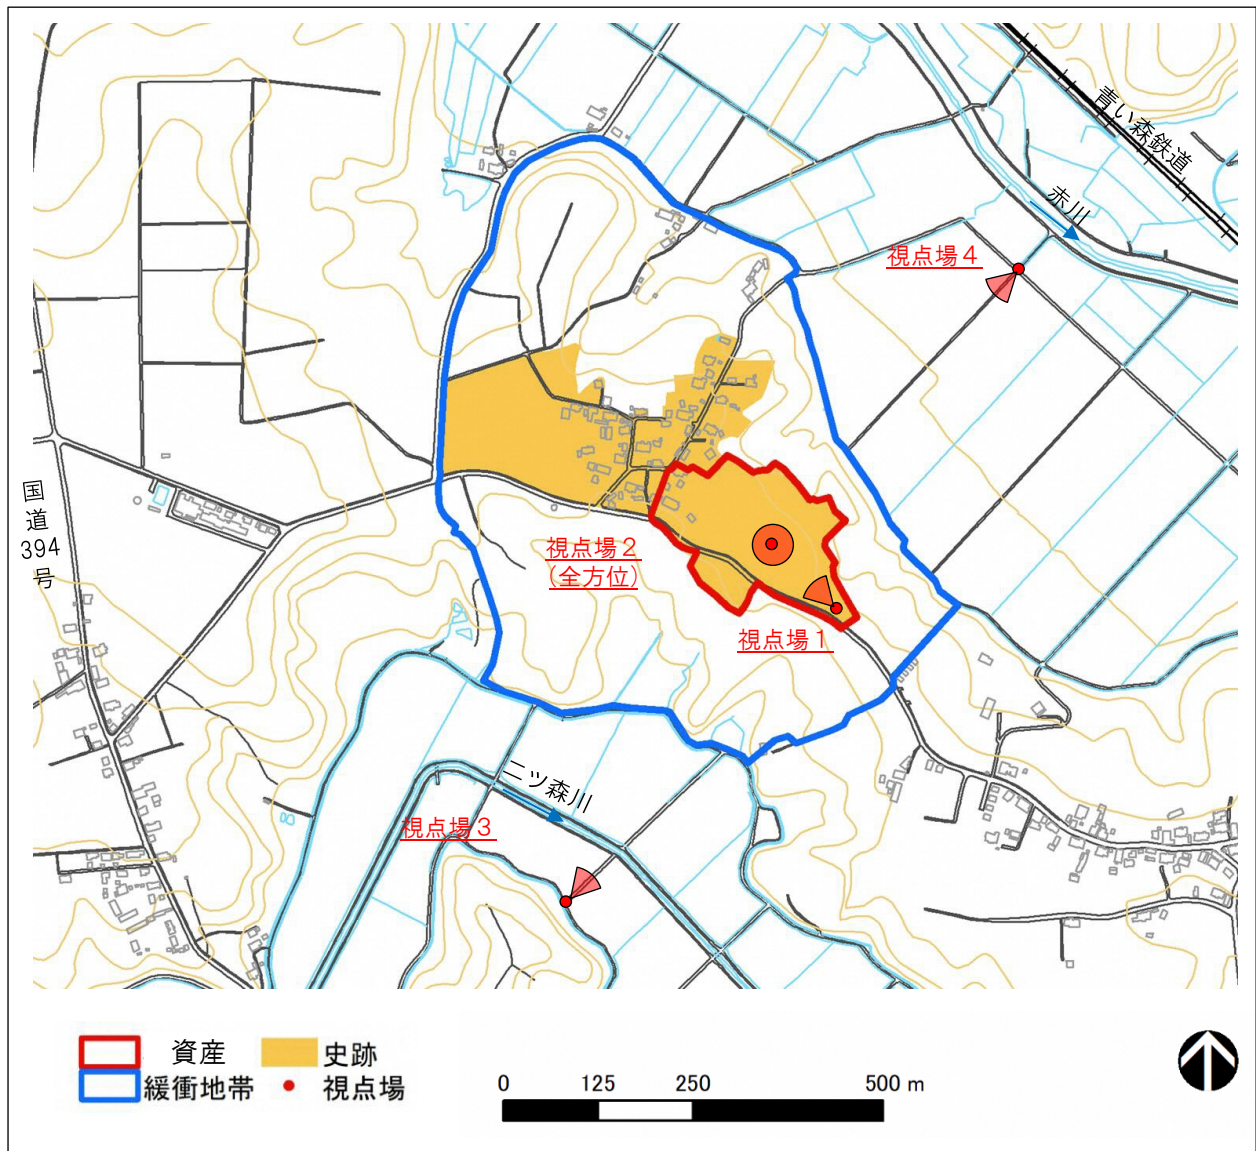 青い森鉄道
赤川
視点場4
国
道
394
号
視点場2
(全方位)
視点場1
二ツ森川
視点場3
資産
史跡
緩衝地帯
視点場
0 125 250 500 m